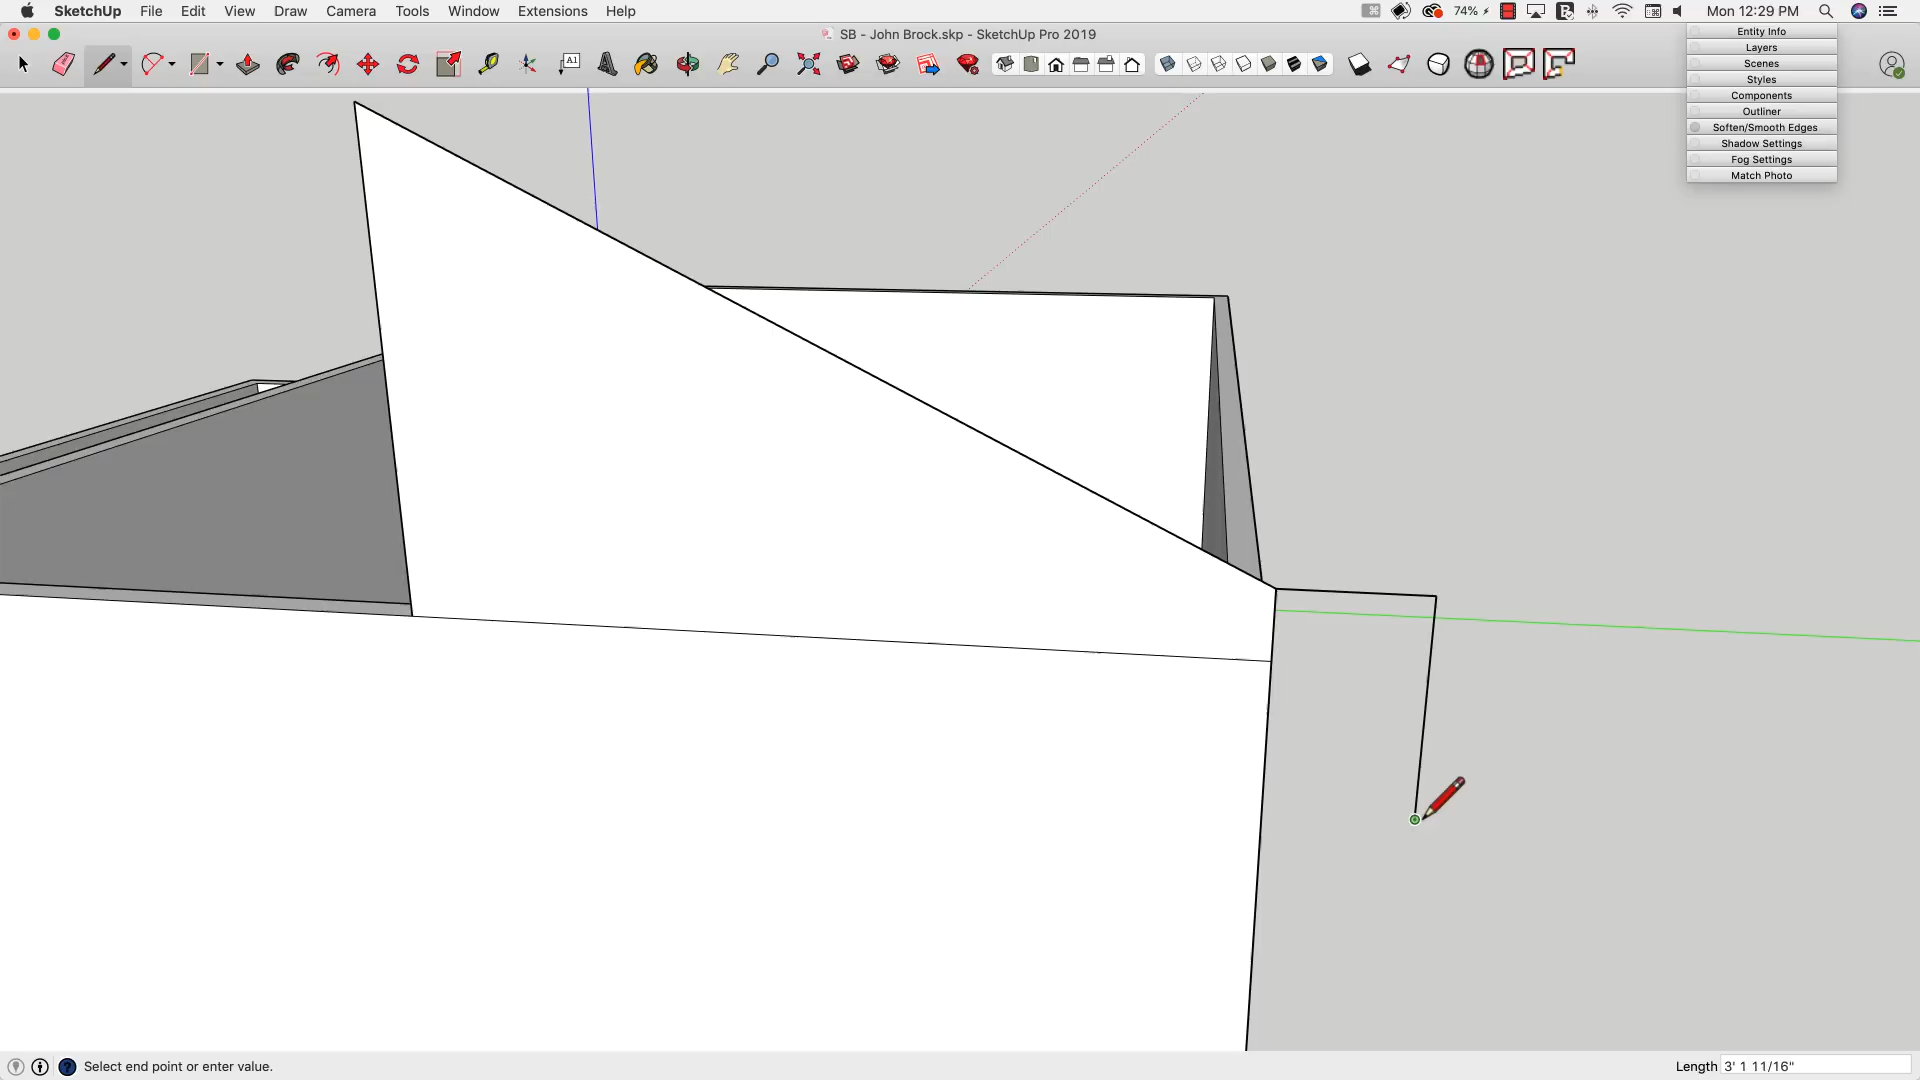 SketchUp File Edit View Draw Camera Tools Window Extensions Help 74% Mon 12:29 PM
SB - John Brock.skp - SketchUp Pro 2019
A1
Entity Info
Layers
Scenes
Styles
Components
Outliner
Soften/Smooth Edges
Shadow Settings
Fog Settings
Match Photo
Select end point or enter value.
Length 3' 1 11/16"